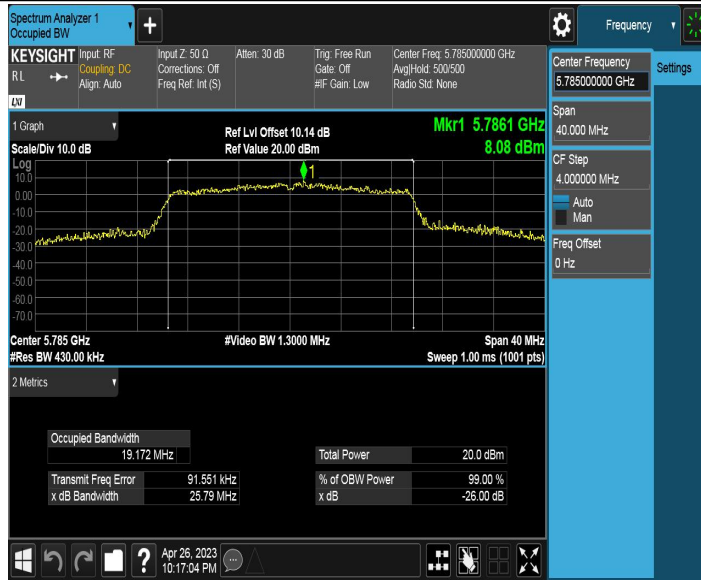 Spectrum Analyzer 1
Occupied BW
+
Frequency
KEYSIGHT
RL
LXI
Input: RF
Coupling: DC
Align: Auto
Input Z: 50 Ω
Corrections: Off
Freq Ref: Int (S)
Atten: 30 dB
Trig: Free Run
Gate: Off
#IF Gain: Low
Center Freq: 5.785000000 GHz
Avg|Hold: 500/500
Radio Std: None
Center Frequency
5.785000000 GHz
Settings
Span
40.000 MHz
CF Step
4.000000 MHz
Auto
Man
Freq Offset
0 Hz
1 Graph
Scale/Div 10.0 dB
Ref Lvl Offset 10.14 dB
Ref Value 20.00 dBm
Mkr1 5.7861 GHz
8.08 dBm
Log
10.0
0.00
-10.0
-20.0
-30.0
-40.0
-50.0
-60.0
-70.0
1
Center 5.785 GHz
#Video BW 1.3000 MHz
Span 40 MHz
#Res BW 430.00 kHz
Sweep 1.00 ms (1001 pts)
2 Metrics
Occupied Bandwidth
19.172 MHz
Total Power 20.0 dBm
Transmit Freq Error 91.551 kHz
% of OBW Power 99.00 %
x dB Bandwidth 25.79 MHz
x dB -26.00 dB
?
Apr 26, 2023
10:17:04 PM